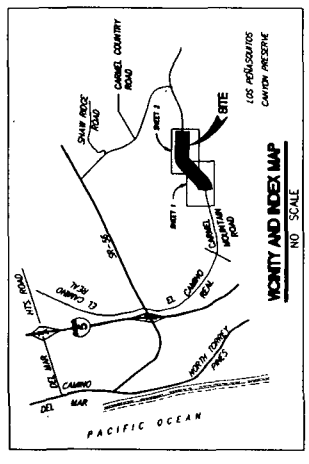 LOS PEÑASQUITOS
CANYON PRESERVE
CARMEL COUNTRY
ROAD
SHAW RIDGE
ROAD
SHEET 2
SITE
SHEET 1
VICINITY AND INDEX MAP
NO SCALE
CARMEL
MOUNTAIN
ROAD
SR-56
EL CAMINO
REAL
EL CAMINO
REAL
5
DEL MAR HTS ROAD
CAMINO
DEL MAR
NORTH TORREY
PINES
PACIFIC OCEAN